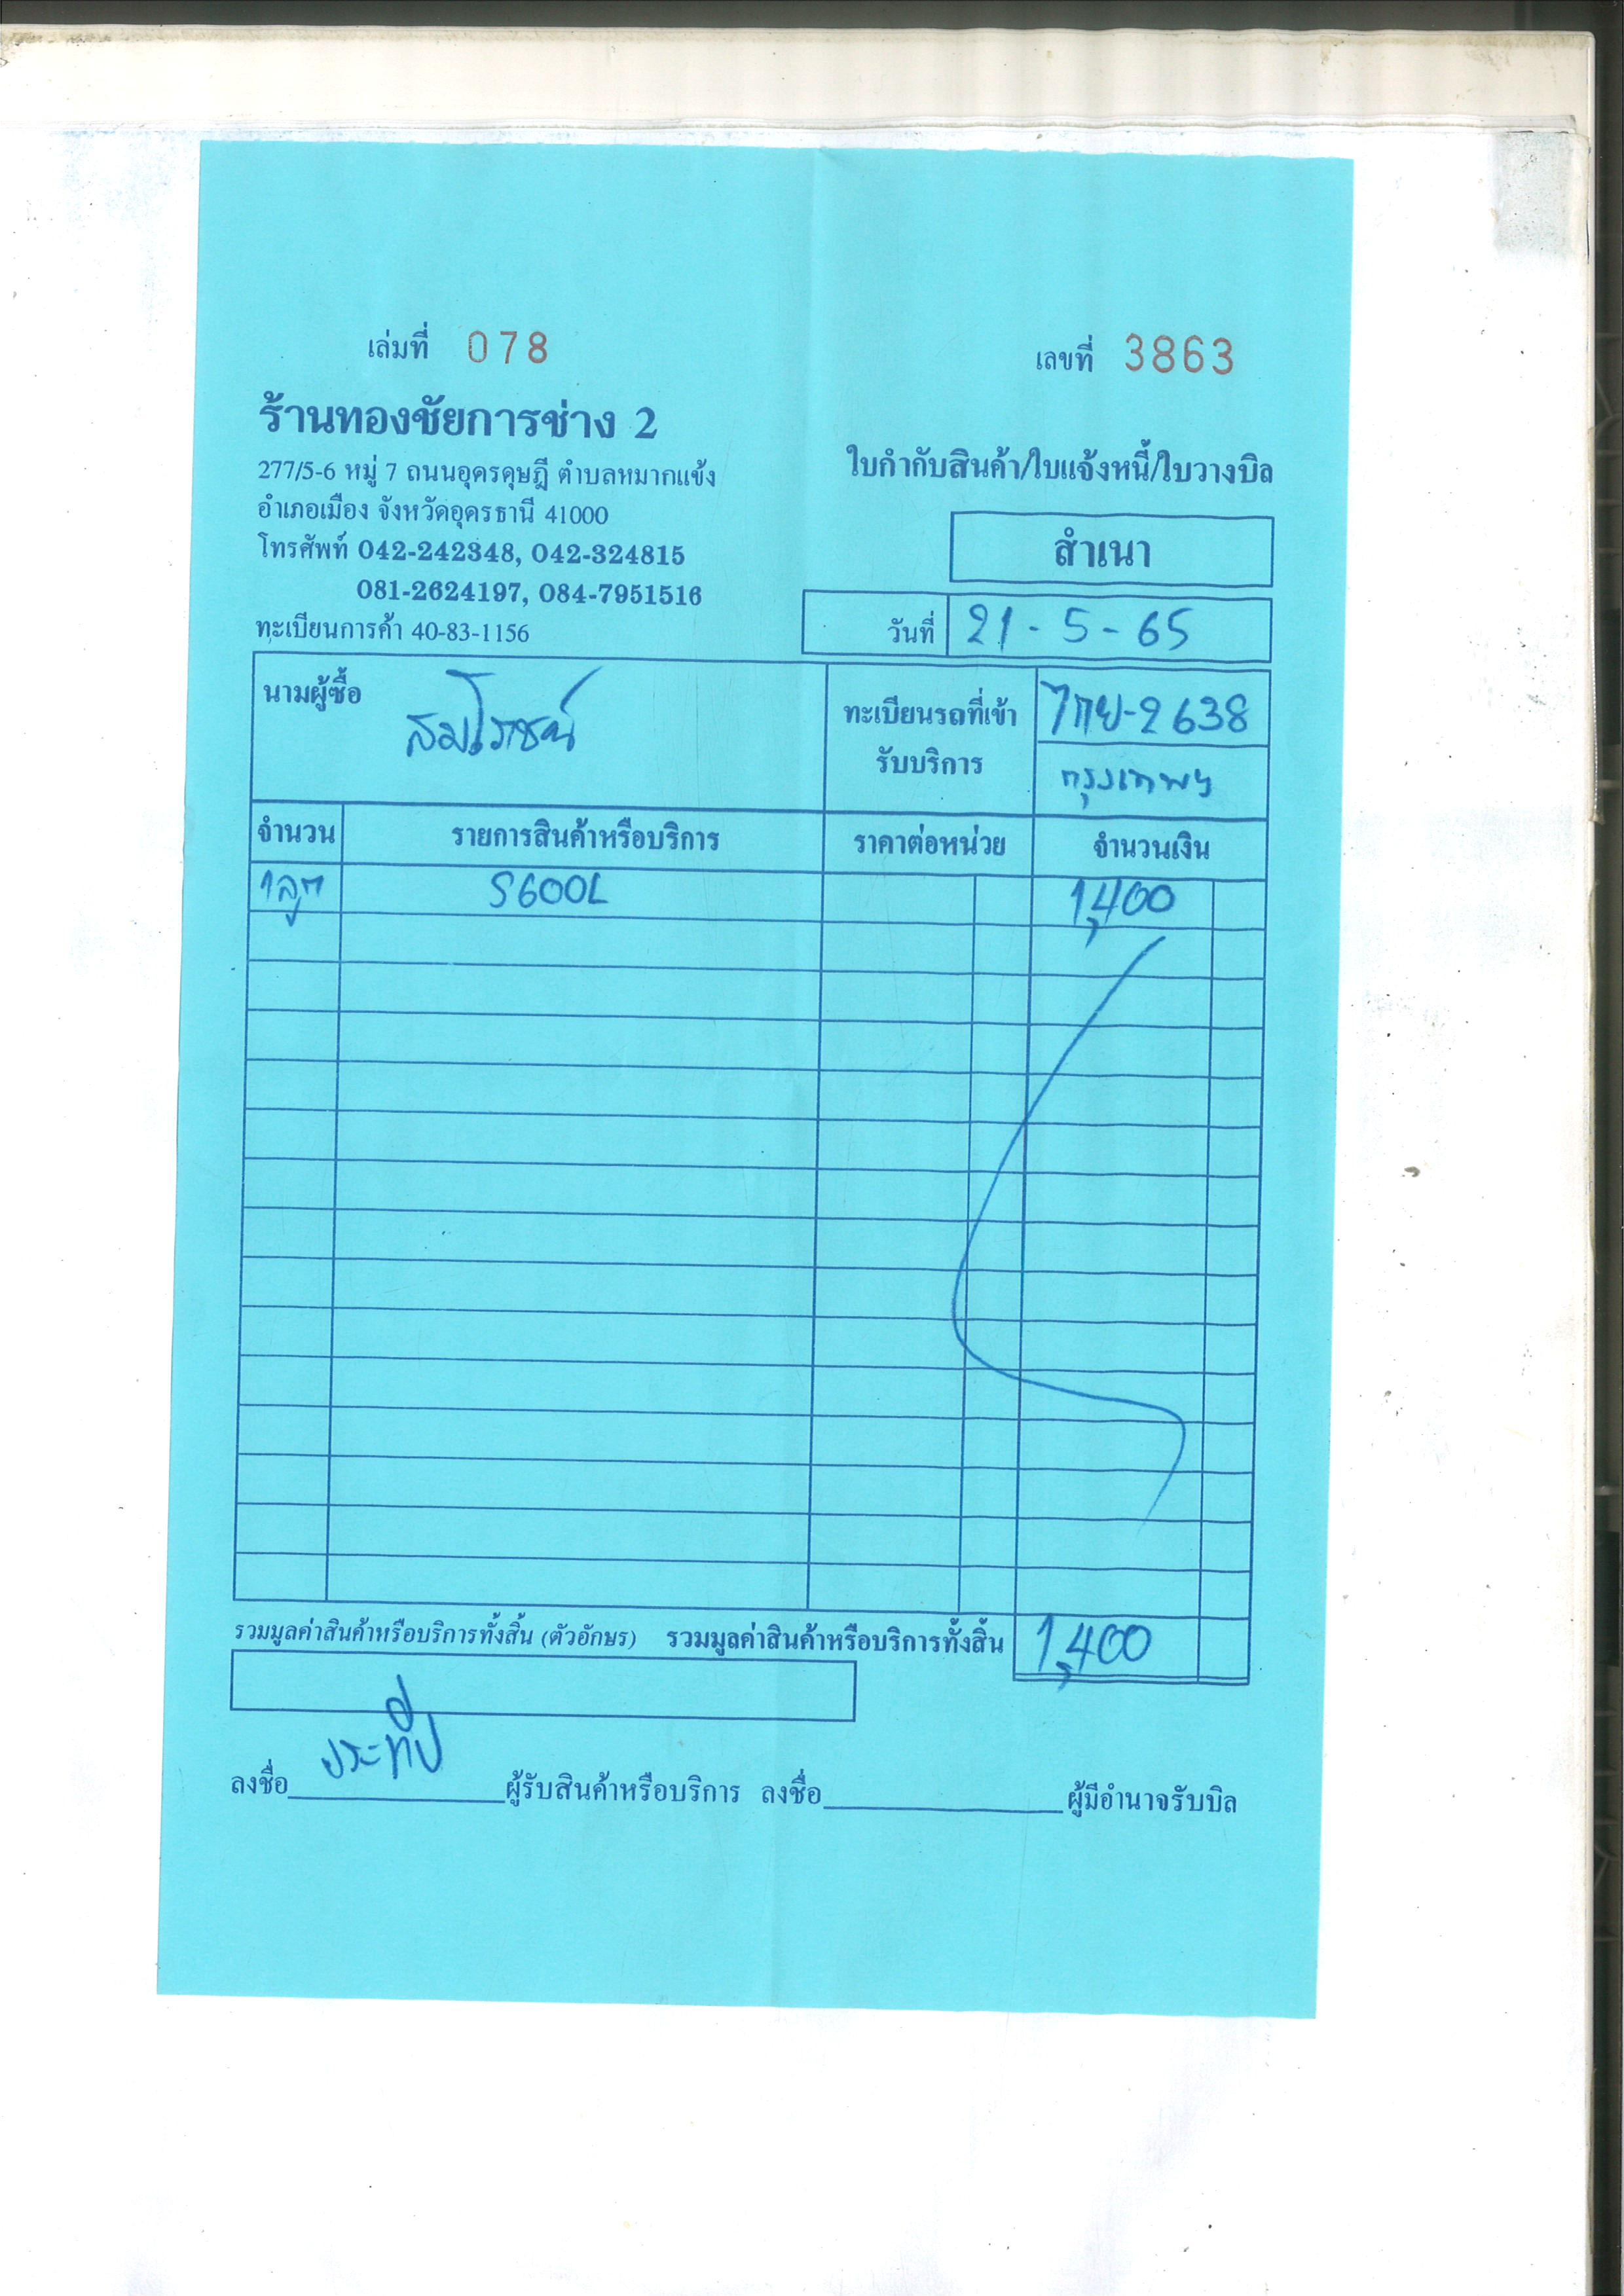 เล่มที่ 078
เลขที่ 3863
ร้านทองชัยการช่าง 2
277/5-6 หมู่ 7 ถนนอุดรดุษฎี ตำบลหมากแข้ง
อำเภอเมือง จังหวัดอุดรธานี 41000
โทรศัพท์ 042-242348, 042-324815
081-2624197, 084-7951516
ทะเบียนการค้า 40-83-1156
ใบกำกับสินค้า/ใบแจ้งหนี้/ใบวางบิล
สำเนา
วันที่ 21-5-65
นามผู้ซื้อ สมโรจน์
ทะเบียนรถที่เข้า
รับบริการ
-2638
กรุงเทพฯ
จำนวน รายการสินค้าหรือบริการ ราคาต่อหน่วย จำนวนเงิน
1ลูก S600L 1,400
รวมมูลค่าสินค้าหรือบริการทั้งสิ้น (ตัวอักษร) รวมมูลค่าสินค้าหรือบริการทั้งสิ้น 1,400
ลงชื่อ ประทีป ผู้รับสินค้าหรือบริการ ลงชื่อ ผู้มีอำนาจรับบิล